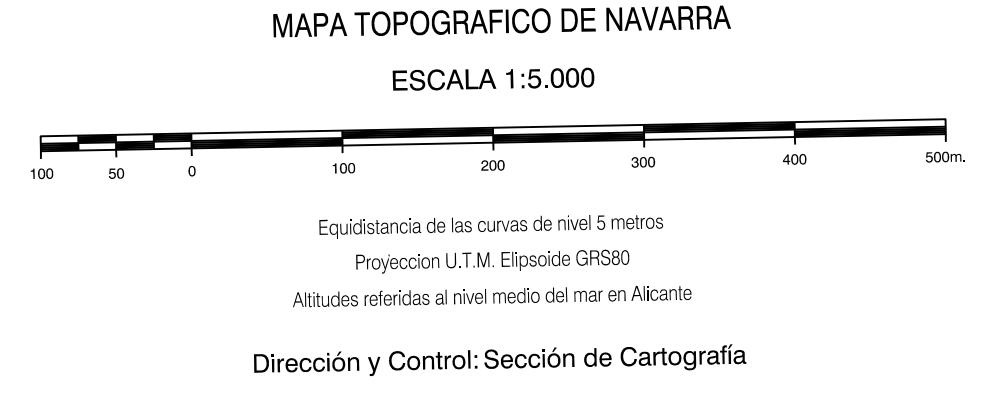 MAPA TOPOGRAFICO DE NAVARRA
ESCALA 1:5.000
100 50 0 100 200 300 400 500m.
Equidistancia de las curvas de nivel 5 metros
Proyeccion U.T.M. Elipsoide GRS80
Altitudes referidas al nivel medio del mar en Alicante
Dirección y Control: Sección de Cartografía